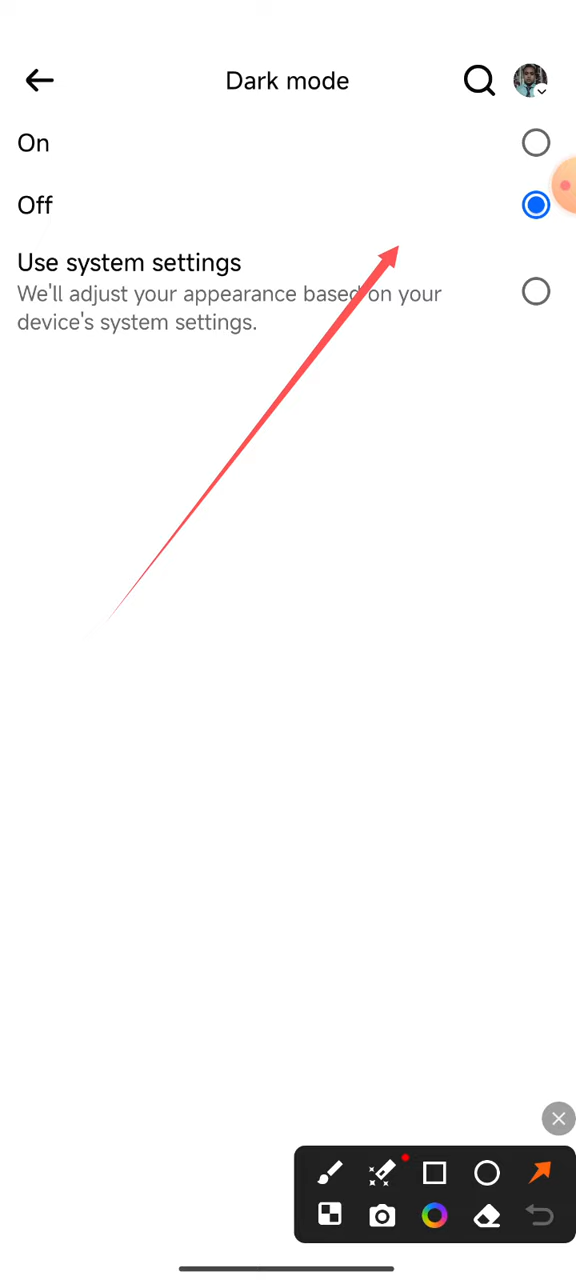 Dark mode
On
Off
Use system settings
We'll adjust your appearance based on your
device's system settings.